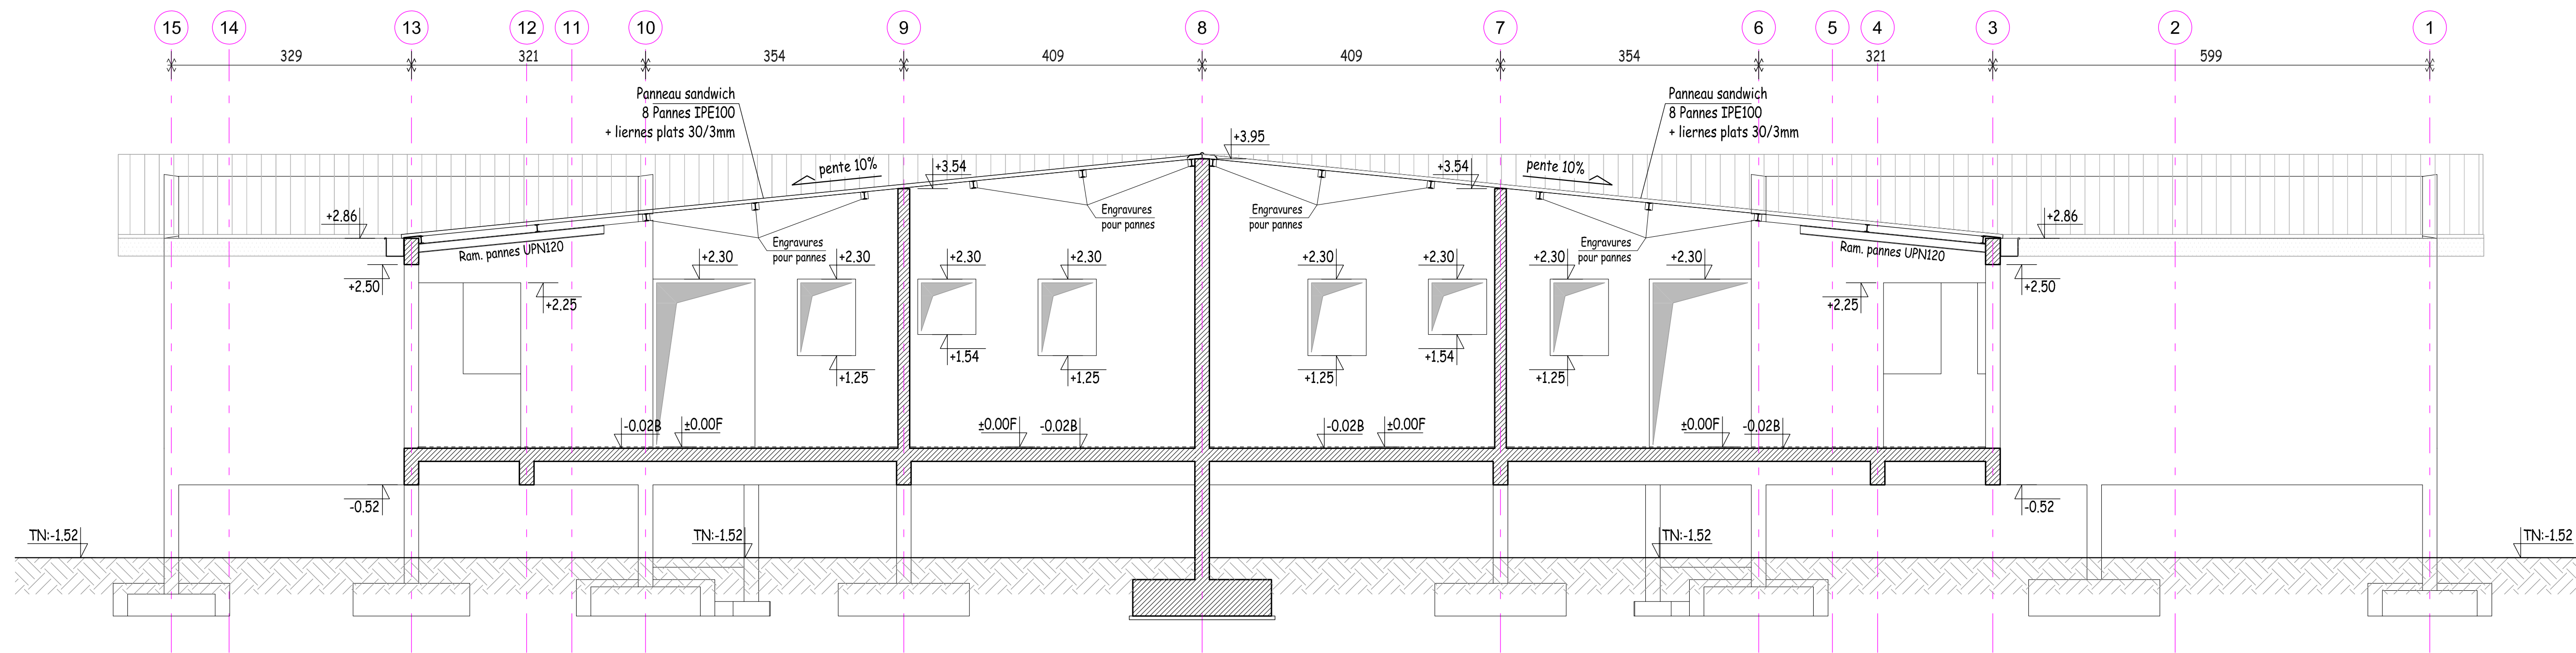 15 14 13 12 11 10 9 8 7 6 5 4 3 2 1
329 321 354 409 409 354 321 599
Panneau sandwich
8 Pannes IPE100
+ liernes plats 30/3mm
Panneau sandwich
8 Pannes IPE100
+ liernes plats 30/3mm
+3.95
pente 10%
+3.54
+3.54
pente 10%
+2.86
Engravures
pour pannes
Engravures
pour pannes
+2.86
Ram. pannes UPN120
Engravures
pour pannes
Engravures
pour pannes
Ram. pannes UPN120
+2.30 +2.30 +2.30 +2.30 +2.30 +2.30 +2.30 +2.30
+2.50
+2.50
+2.25
+2.25
+1.54
+1.54
+1.25 +1.25 +1.25 +1.25
-0.02B ±0.00F ±0.00F -0.02B -0.02B ±0.00F ±0.00F -0.02B
-0.52
-0.52
TN:-1.52 TN:-1.52 TN:-1.52 TN:-1.52